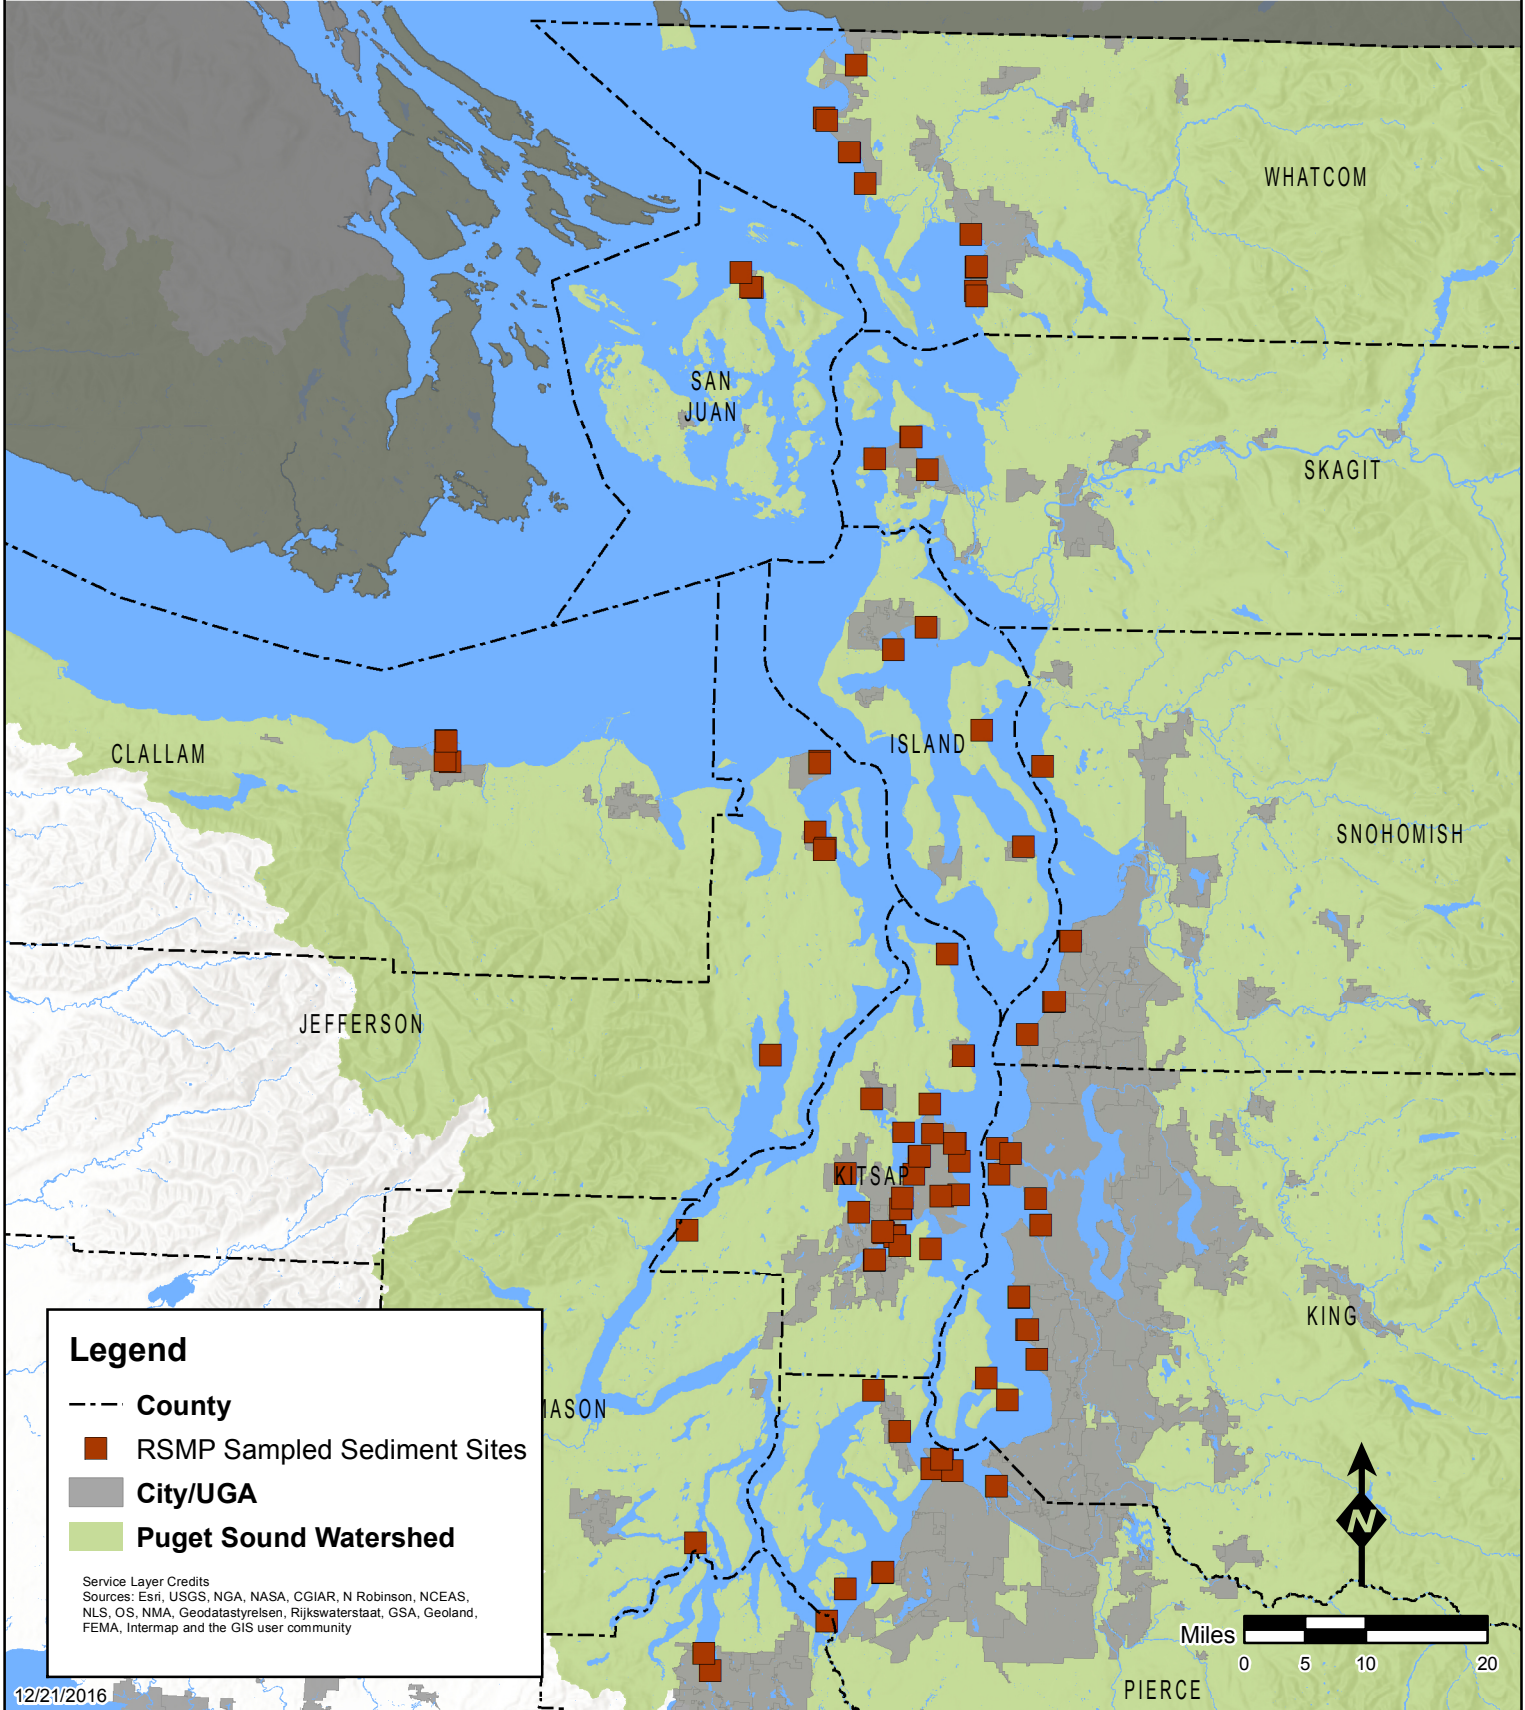 WHATCOM
SAN
JUAN
SKAGIT
CLALLAM
ISLAND
SNOHOMISH
JEFFERSON
KITSAP
KING
MASON
Legend
County
RSMP Sampled Sediment Sites
City/UGA
Puget Sound Watershed
Service Layer Credits
Sources: Esri, USGS, NGA, NASA, CGIAR, N Robinson, NCEAS,
NLS, OS, NMA, Geodatastyrelsen, Rijkswaterstaat, GSA, Geoland,
FEMA, Intermap and the GIS user community
N
Miles
0 5 10 20
PIERCE
12/21/2016